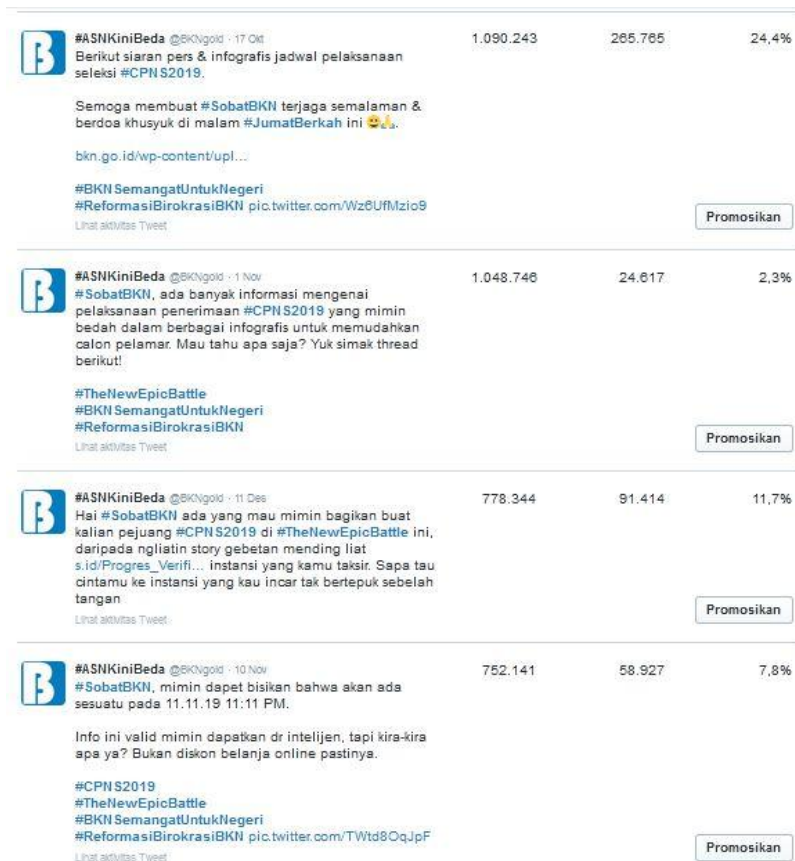 #ASNKiniBeda @BKNgoid · 17 Okt
1.090.243 265.765 24,4%
Berikut siaran pers & infografis jadwal pelaksanaan
seleksi #CPNS2019.
Semoga membuat #SobatBKN terjaga semalaman &
berdoa khusyuk di malam #JumatBerkah ini 😀🙏.
bkn.go.id/wp-content/upl...
#BKNSemangatUntukNegeri
#ReformasiBirokrasiBKN pic.twitter.com/Wz6UfMzio9
Lihat aktivitas Tweet
Promosikan
#ASNKiniBeda @BKNgoid · 1 Nov
1.048.746 24.617 2,3%
#SobatBKN, ada banyak informasi mengenai
pelaksanaan penerimaan #CPNS2019 yang mimin
bedah dalam berbagai infografis untuk memudahkan
calon pelamar. Mau tahu apa saja? Yuk simak thread
berikut!
#TheNewEpicBattle
#BKNSemangatUntukNegeri
#ReformasiBirokrasiBKN
Lihat aktivitas Tweet
Promosikan
#ASNKiniBeda @BKNgoid · 11 Des
778.344 91.414 11,7%
Hai #SobatBKN ada yang mau mimin bagikan buat
kalian pejuang #CPNS2019 di #TheNewEpicBattle ini,
daripada ngliatin story gebetan mending liat
s.id/Progres_Verifi... instansi yang kamu taksir. Sapa tau
cintamu ke instansi yang kau incar tak bertepuk sebelah
tangan
Lihat aktivitas Tweet
Promosikan
#ASNKiniBeda @BKNgoid · 10 Nov
752.141 58.927 7,8%
#SobatBKN, mimin dapet bisikan bahwa akan ada
sesuatu pada 11.11.19 11:11 PM.
Info ini valid mimin dapatkan dr intelijen, tapi kira-kira
apa ya? Bukan diskon belanja online pastinya.
#CPNS2019
#TheNewEpicBattle
#BKNSemangatUntukNegeri
#ReformasiBirokrasiBKN pic.twitter.com/TWtd8OqJpF
Lihat aktivitas Tweet
Promosikan